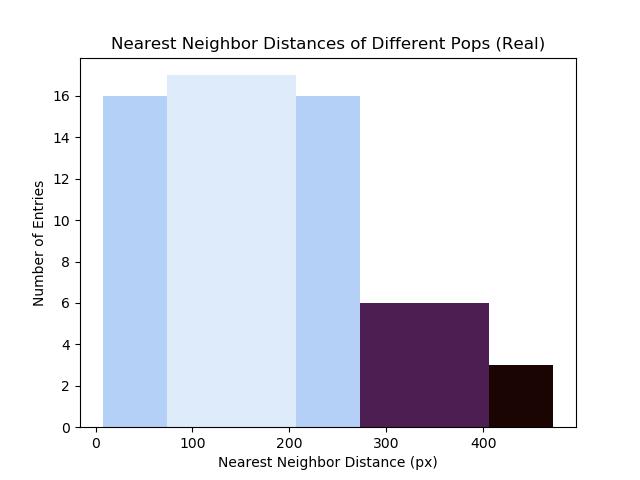 Nearest Neighbor Distances of Different Pops (Real)
Number of Entries
16
14
12
10
8
6
4
2
0
0 100 200 300 400
Nearest Neighbor Distance (px)